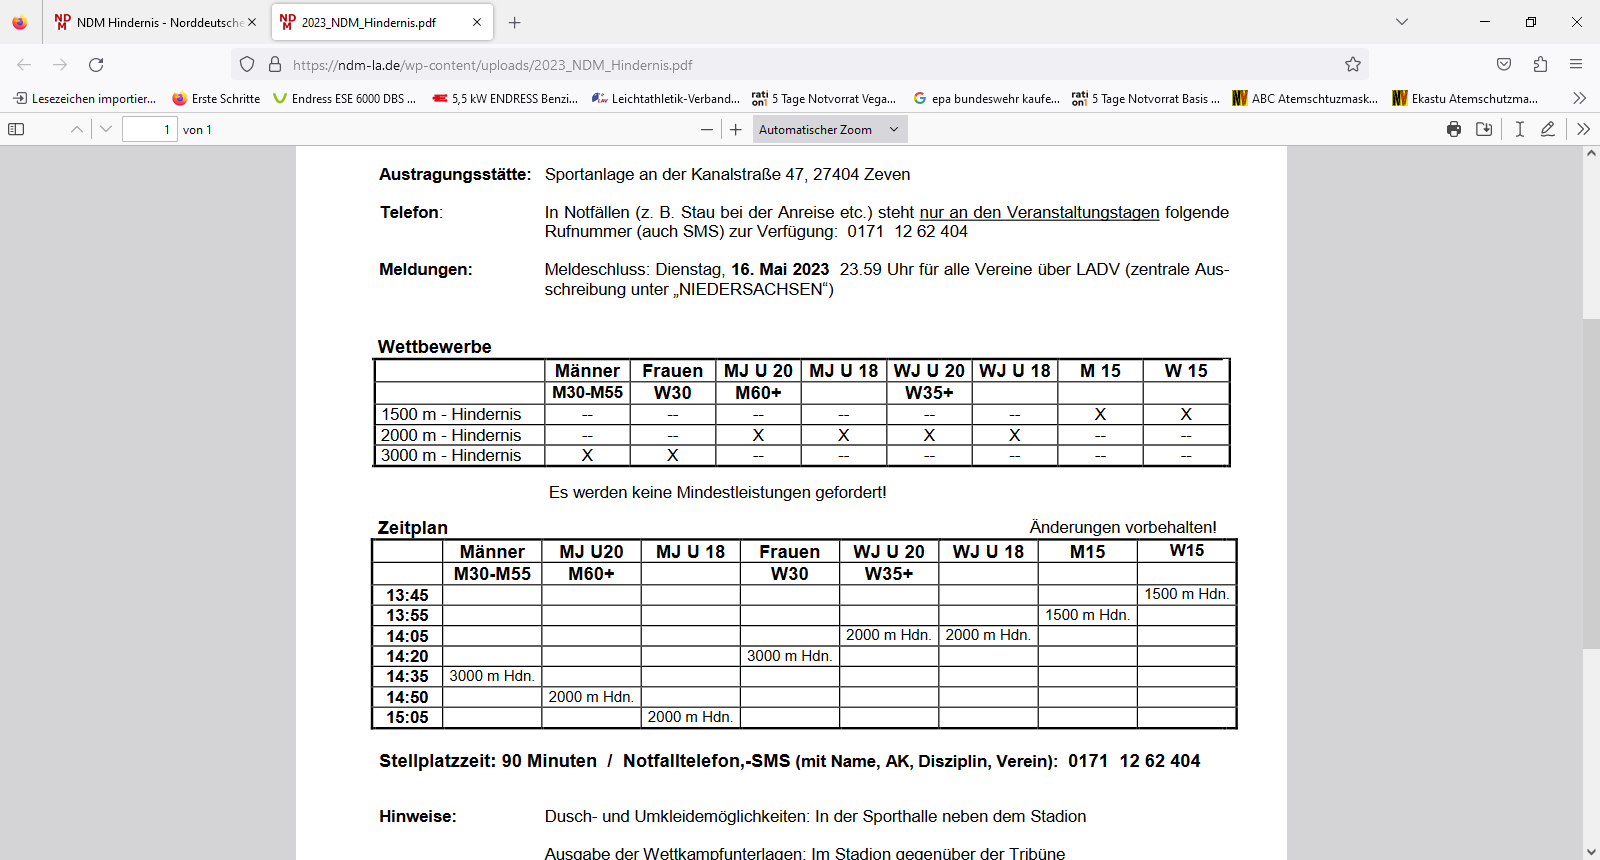 NDM Hindernis - Norddeutsche
2023_NDM_Hindernis.pdf
https://ndm-la.de/wp-content/uploads/2023_NDM_Hindernis.pdf
Lesezeichen importier... Erste Schritte Endress ESE 6000 DBS ... 5,5 kW ENDRESS Benzi... Leichtathletik-Verband... 5 Tage Notvorrat Vega... epa bundeswehr kaufe... 5 Tage Notvorrat Basis ... ABC Atemschtuzmask... Ekastu Atemschutzma...
1 von 1 Automatischer Zoom
Austragungsstätte: Sportanlage an der Kanalstraße 47, 27404 Zeven
Telefon: In Notfällen (z. B. Stau bei der Anreise etc.) steht nur an den Veranstaltungstagen folgende
Rufnummer (auch SMS) zur Verfügung: 0171 12 62 404
Meldungen: Meldeschluss: Dienstag, 16. Mai 2023 23.59 Uhr für alle Vereine über LADV (zentrale Aus-
schreibung unter „NIEDERSACHSEN“)
Wettbewerbe
Männer Frauen MJ U 20 MJ U 18 WJ U 20 WJ U 18 M 15 W 15
M30-M55 W30 M60+ W35+
1500 m - Hindernis -- -- -- -- -- -- X X
2000 m - Hindernis -- -- X X X X -- --
3000 m - Hindernis X X -- -- -- -- -- --
Es werden keine Mindestleistungen gefordert!
Zeitplan Änderungen vorbehalten!
Männer MJ U20 MJ U 18 Frauen WJ U 20 WJ U 18 M15 W15
M30-M55 M60+ W30 W35+
13:45 1500 m Hdn.
13:55 1500 m Hdn.
14:05 2000 m Hdn. 2000 m Hdn.
14:20 3000 m Hdn.
14:35 3000 m Hdn.
14:50 2000 m Hdn.
15:05 2000 m Hdn.
Stellplatzzeit: 90 Minuten / Notfalltelefon,-SMS (mit Name, AK, Disziplin, Verein): 0171 12 62 404
Hinweise: Dusch- und Umkleidemöglichkeiten: In der Sporthalle neben dem Stadion
Ausgabe der Wettkampfunterlagen: Im Stadion gegenüber der Tribüne